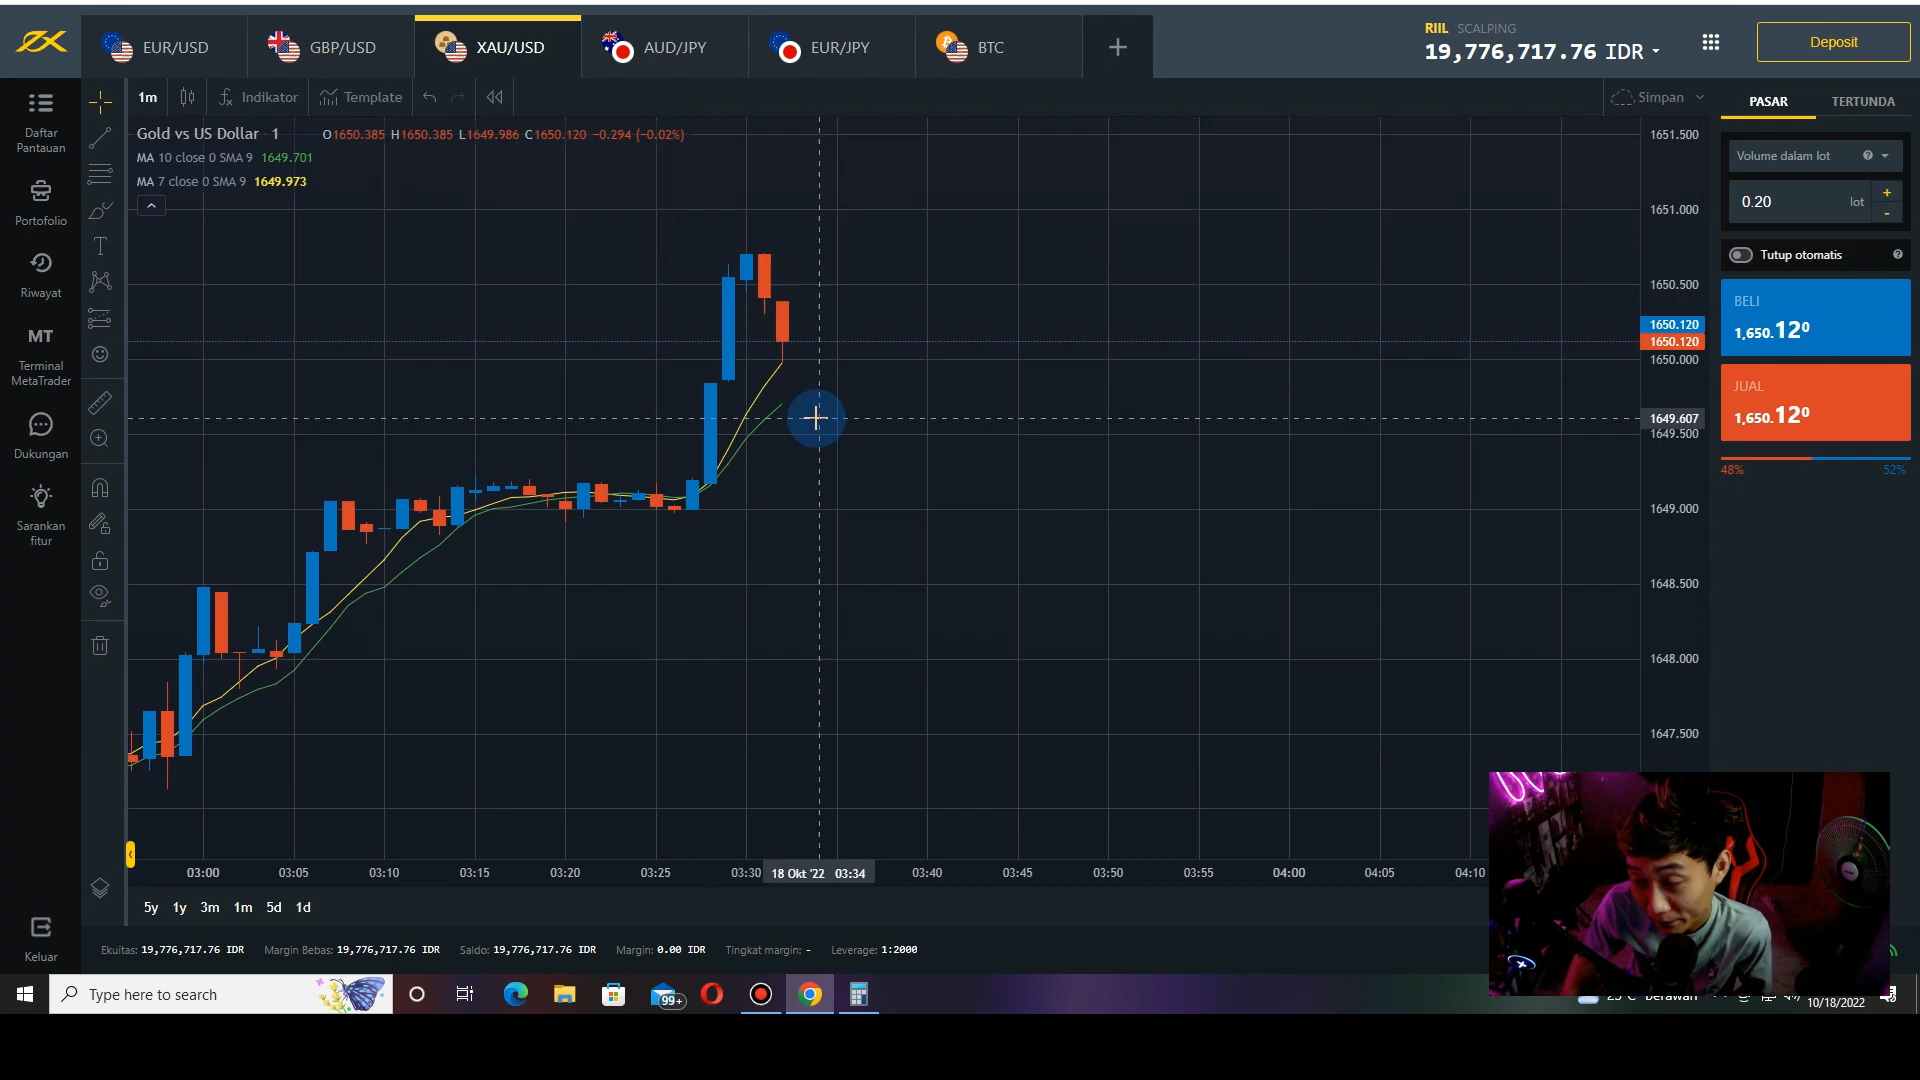 EUR/USD
GBP/USD
XAU/USD
AUD/JPY
EUR/JPY
BTC
RIIL SCALPING
19,776,717.76 IDR
Deposit
Daftar
Pantauan
Portofolio
Riwayat
MT
Terminal
MetaTrader
Dukungan
Sarankan
fitur
Keluar
1m
Indikator
Template
Simpan
Gold vs US Dollar 1
O1650.385 H1650.385 L1649.986 C1650.120 −0.294 (−0.02%)
MA 10 close 0 SMA 9 1649.701
MA 7 close 0 SMA 9 1649.973
1651.500
1651.000
1650.500
1650.120
1650.120
1650.000
1649.607
1649.500
1649.000
1648.500
1648.000
1647.500
03:00
03:05
03:10
03:15
03:20
03:25
03:30
18 Okt '22 03:34
03:40
03:45
03:50
03:55
04:00
04:05
04:10
5y 1y 3m 1m 5d 1d
PASAR
TERTUNDA
Volume dalam lot
0.20 lot
+
-
Tutup otomatis
BELI
1,650.120
JUAL
1,650.120
48%
52%
Ekuitas: 19,776,717.76 IDR Margin Bebas: 19,776,717.76 IDR Saldo: 19,776,717.76 IDR Margin: 0.00 IDR Tingkat margin: - Leverage: 1:2000
Type here to search
99+
10/18/2022